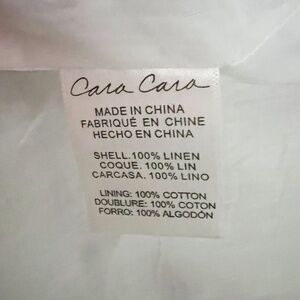 Cara Cara
MADE IN CHINA
FABRIQUÉ EN CHINE
HECHO EN CHINA
SHELL.100% LINEN
COQUE. 100% LIN
CARCASA. 100% LINO
LINING: 100% COTTON
DOUBLURE: 100% COTON
FORRO: 100% ALGODÓN